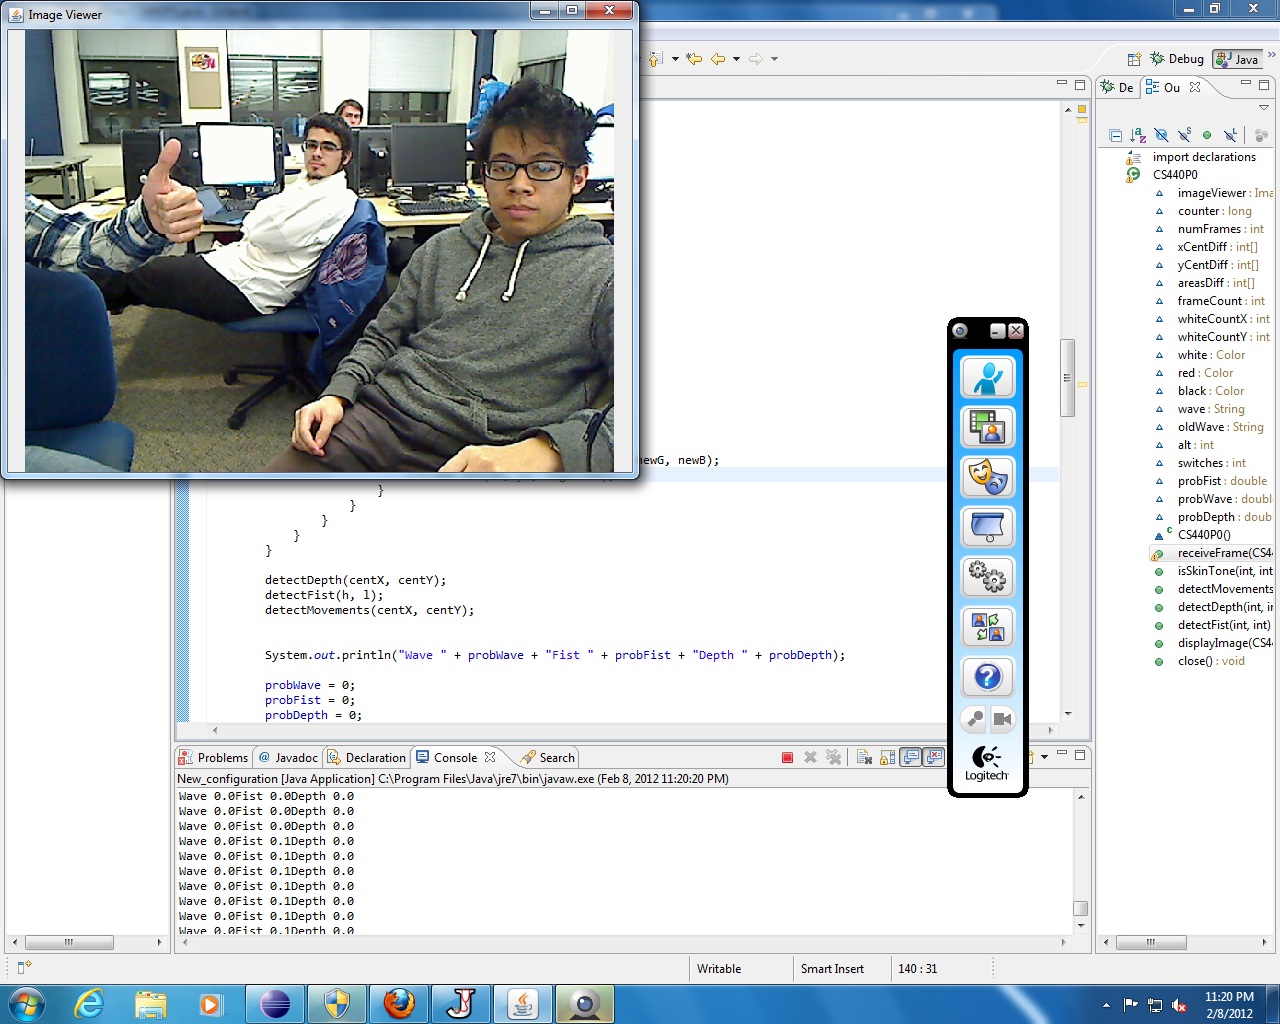 Image Viewer
Debug
Java
De
Ou
import declarations
CS440P0
imageViewer : Ima
counter : long
numFrames : int
xCentDiff : int[]
yCentDiff : int[]
areasDiff : int[]
frameCount : int
whiteCountX : int
whiteCountY : int
white : Color
red : Color
black : Color
wave : String
oldWave : String
alt : int
switches : int
probFist : double
probWave : doubl
probDepth : doub
CS440P0()
receiveFrame(CS4
isSkinTone(int, int
detectMovements
detectDepth(int, in
detectFist(int, int)
displayImage(CS4
close() : void
newG, newB);
}
}
}
}
}
detectDepth(centX, centY);
detectFist(h, l);
detectMovements(centX, centY);
System.out.println("Wave " + probWave + "Fist " + probFist + "Depth " + probDepth);
probWave = 0;
probFist = 0;
probDepth = 0;
Logitech
Problems
@ Javadoc
Declaration
Console
Search
New_configuration [Java Application] C:\Program Files\Java\jre7\bin\javaw.exe (Feb 8, 2012 11:20:20 PM)
Wave 0.0Fist 0.0Depth 0.0
Wave 0.0Fist 0.0Depth 0.0
Wave 0.0Fist 0.0Depth 0.0
Wave 0.0Fist 0.1Depth 0.0
Wave 0.0Fist 0.1Depth 0.0
Wave 0.0Fist 0.1Depth 0.0
Wave 0.0Fist 0.1Depth 0.0
Wave 0.0Fist 0.1Depth 0.0
Wave 0.0Fist 0.1Depth 0.0
Wave 0.0Fist 0.1Depth 0.0
Writable
Smart Insert
140 : 31
11:20 PM
2/8/2012